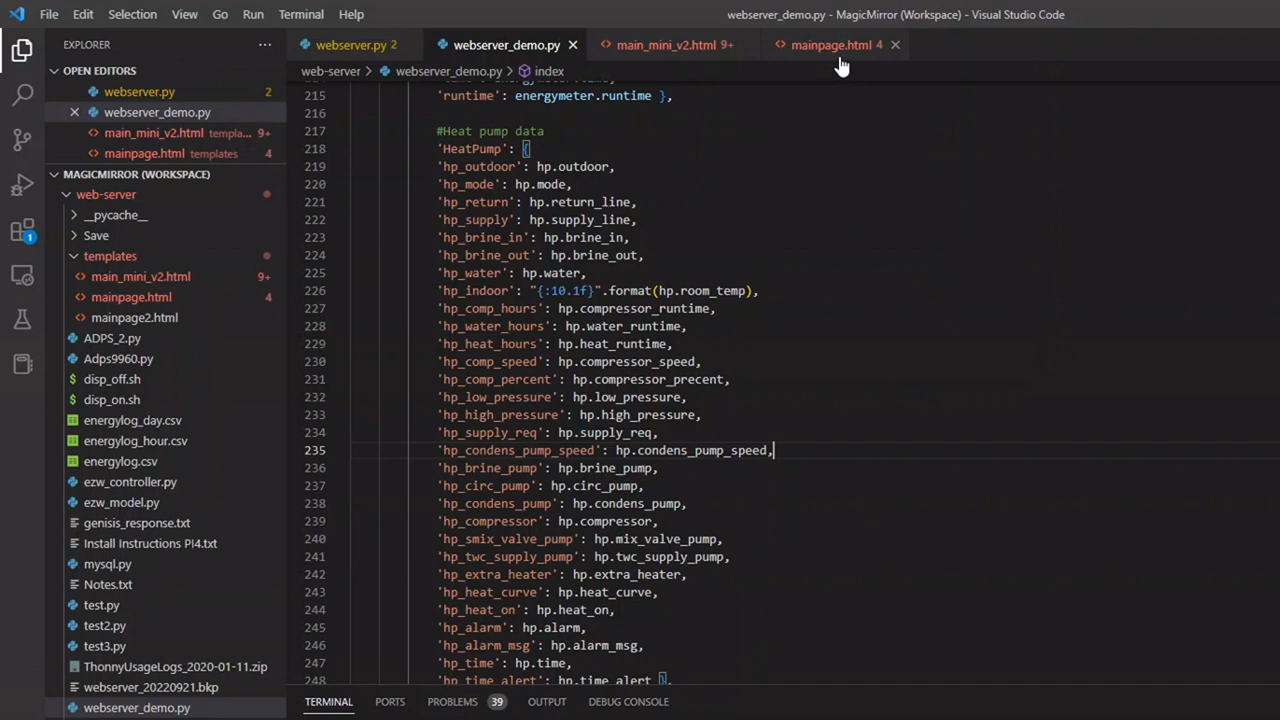 File Edit Selection View Go Run Terminal Help
webserver_demo.py - MagicMirror (Workspace) - Visual Studio Code
EXPLORER ...
webserver.py 2
webserver_demo.py
main_mini_v2.html 9+
mainpage.html 4
web-server > webserver_demo.py > index
OPEN EDITORS
webserver.py 2
webserver_demo.py
main_mini_v2.html templa... 9+
mainpage.html templates 4
MAGICMIRROR (WORKSPACE)
web-server
__pycache__
Save
templates
main_mini_v2.html 9+
mainpage.html 4
mainpage2.html
ADPS_2.py
Adps9960.py
disp_off.sh
disp_on.sh
energylog_day.csv
energylog_hour.csv
energylog.csv
ezw_controller.py
ezw_model.py
genisis_response.txt
Install Instructions PI4.txt
mysql.py
Notes.txt
test.py
test2.py
test3.py
ThonnyUsageLogs_2020-01-11.zip
webserver_20220921.bkp
webserver_demo.py
1
215 'runtime': energymeter.runtime },
216
217 #Heat pump data
218 'HeatPump': {
219 'hp_outdoor': hp.outdoor,
220 'hp_mode': hp.mode,
221 'hp_return': hp.return_line,
222 'hp_supply': hp.supply_line,
223 'hp_brine_in': hp.brine_in,
224 'hp_brine_out': hp.brine_out,
225 'hp_water': hp.water,
226 'hp_indoor': "{:10.1f}".format(hp.room_temp),
227 'hp_comp_hours': hp.compressor_runtime,
228 'hp_water_hours': hp.water_runtime,
229 'hp_heat_hours': hp.heat_runtime,
230 'hp_comp_speed': hp.compressor_speed,
231 'hp_comp_percent': hp.compressor_precent,
232 'hp_low_pressure': hp.low_pressure,
233 'hp_high_pressure': hp.high_pressure,
234 'hp_supply_req': hp.supply_req,
235 'hp_condens_pump_speed': hp.condens_pump_speed,
236 'hp_brine_pump': hp.brine_pump,
237 'hp_circ_pump': hp.circ_pump,
238 'hp_condens_pump': hp.condens_pump,
239 'hp_compressor': hp.compressor,
240 'hp_smix_valve_pump': hp.mix_valve_pump,
241 'hp_twc_supply_pump': hp.twc_supply_pump,
242 'hp_extra_heater': hp.extra_heater,
243 'hp_heat_curve': hp.heat_curve,
244 'hp_heat_on': hp.heat_on,
245 'hp_alarm': hp.alarm,
246 'hp_alarm_msg': hp.alarm_msg,
247 'hp_time': hp.time,
248 'hp_time_alert': hp.time_alert },
TERMINAL PORTS PROBLEMS 39 OUTPUT DEBUG CONSOLE